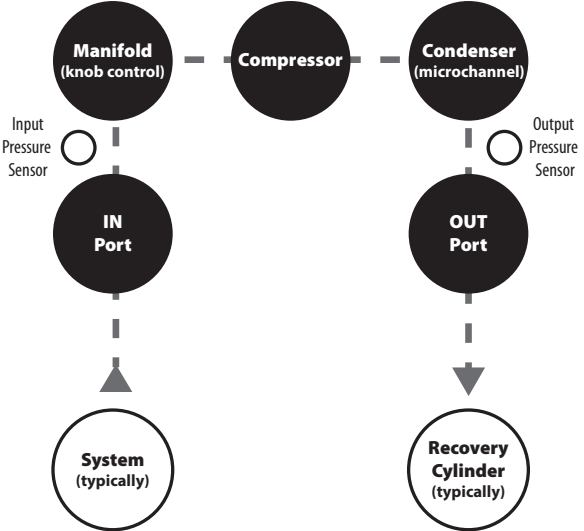 Manifold
(knob control)
Compressor
Condenser
(microchannel)
Input
Pressure
Sensor
Output
Pressure
Sensor
IN
Port
OUT
Port
System
(typically)
Recovery
Cylinder
(typically)